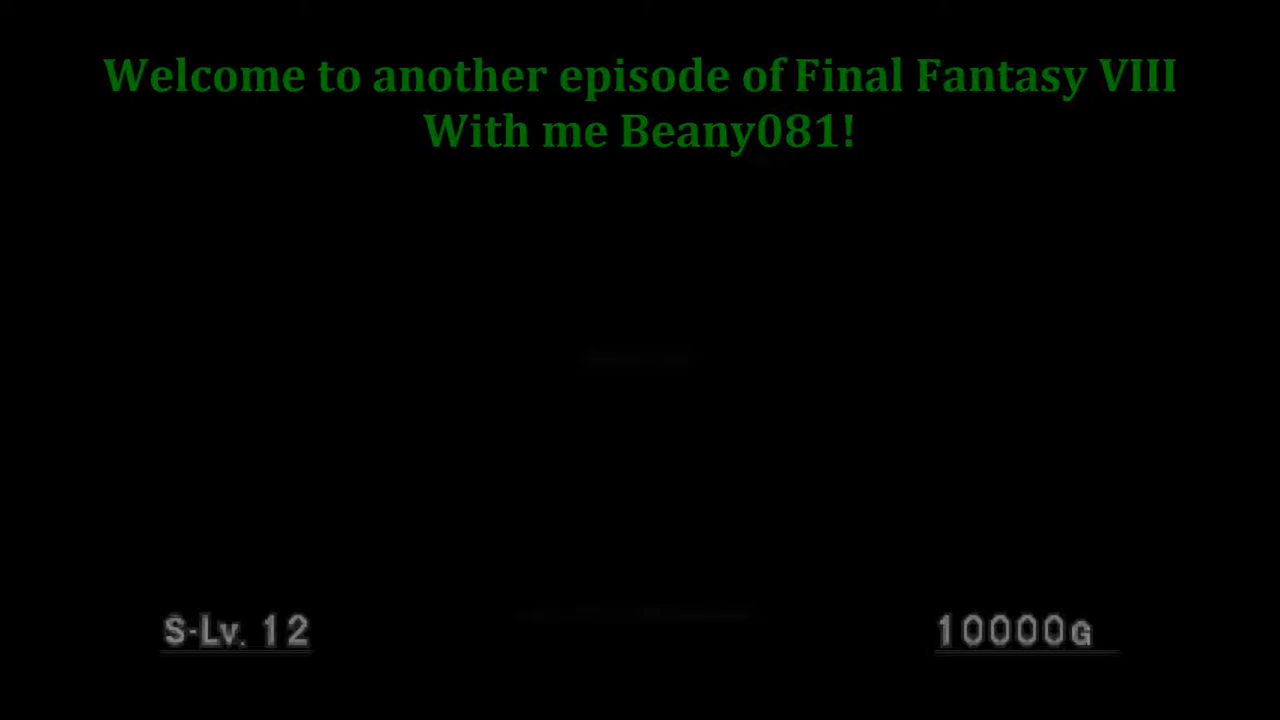 Welcome to another episode of Final Fantasy VIII
With me Beany081!
S-Lv. 12
10000G